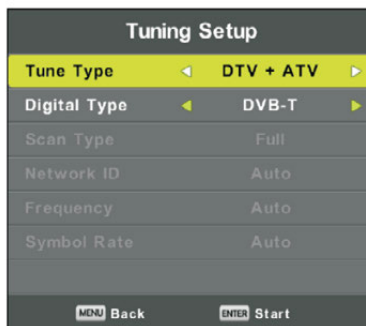 Tuning Setup
Tune Type DTV + ATV
Digital Type DVB-T
Scan Type Full
Network ID Auto
Frequency Auto
Symbol Rate Auto
MENU Back ENTER Start